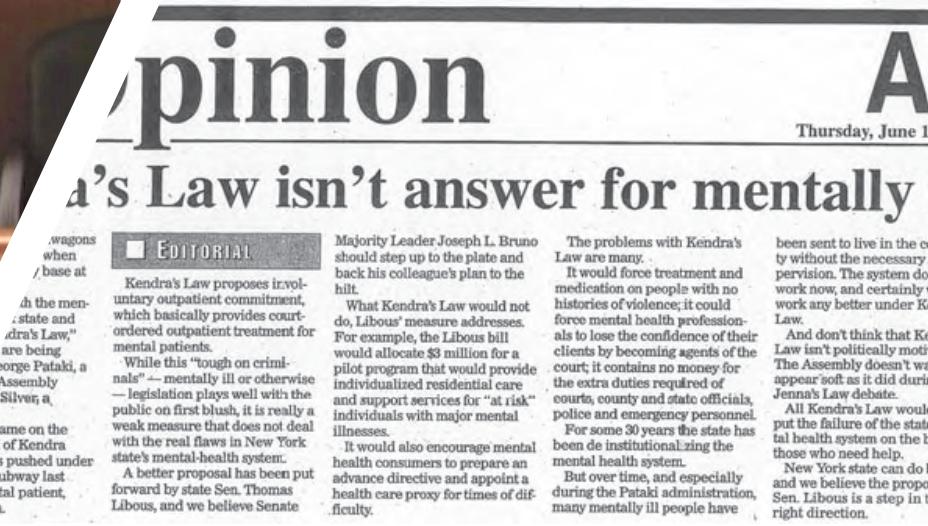 pinion
A
Thursday, June 1
's Law isn't answer for mentally
wagons
when
base at
the men-
state and
Law,"
are being
George Pataki, a
Assembly
Silver, a
ame on the
of Kendra
s pushed under
ubway last
tal patient,
EDITORIAL
Kendra's Law proposes invol-
untary outpatient commitment,
which basically provides court-
ordered outpatient treatment for
mental patients.
While this "tough on crimi-
nals" — mentally ill or otherwise
— legislation plays well with the
public on first blush, it is really a
weak measure that does not deal
with the real flaws in New York
state's mental-health system.
A better proposal has been put
forward by state Sen. Thomas
Libous, and we believe Senate
Majority Leader Joseph L. Bruno
should step up to the plate and
back his colleague's plan to the
hilt.
What Kendra's Law would not
do, Libous' measure addresses.
For example, the Libous bill
would allocate $3 million for a
pilot program that would provide
individualized residential care
and support services for "at risk"
individuals with major mental
illnesses.
It would also encourage mental
health consumers to prepare an
advance directive and appoint a
health care proxy for times of dif-
ficulty.
The problems with Kendra's
Law are many.
It would force treatment and
medication on people with no
histories of violence; it could
force mental health profession-
als to lose the confidence of their
clients by becoming agents of the
court; it contains no money for
the extra duties required of
courts, county and state officials,
police and emergency personnel.
For some 30 years the state has
been de institutionalizing the
mental health system.
But over time, and especially
during the Pataki administration,
many mentally ill people have
been sent to live in the c
ty without the necessary
pervision. The system do
work now, and certainly
work any better under K
Law.
And don't think that Ke
Law isn't politically moti
The Assembly doesn't wa
appear soft as it did duri
Jenna's Law debate.
All Kendra's Law would
put the failure of the state
tal health system on the b
those who need help.
New York state can do
and we believe the propo
Sen. Libous is a step in t
right direction.